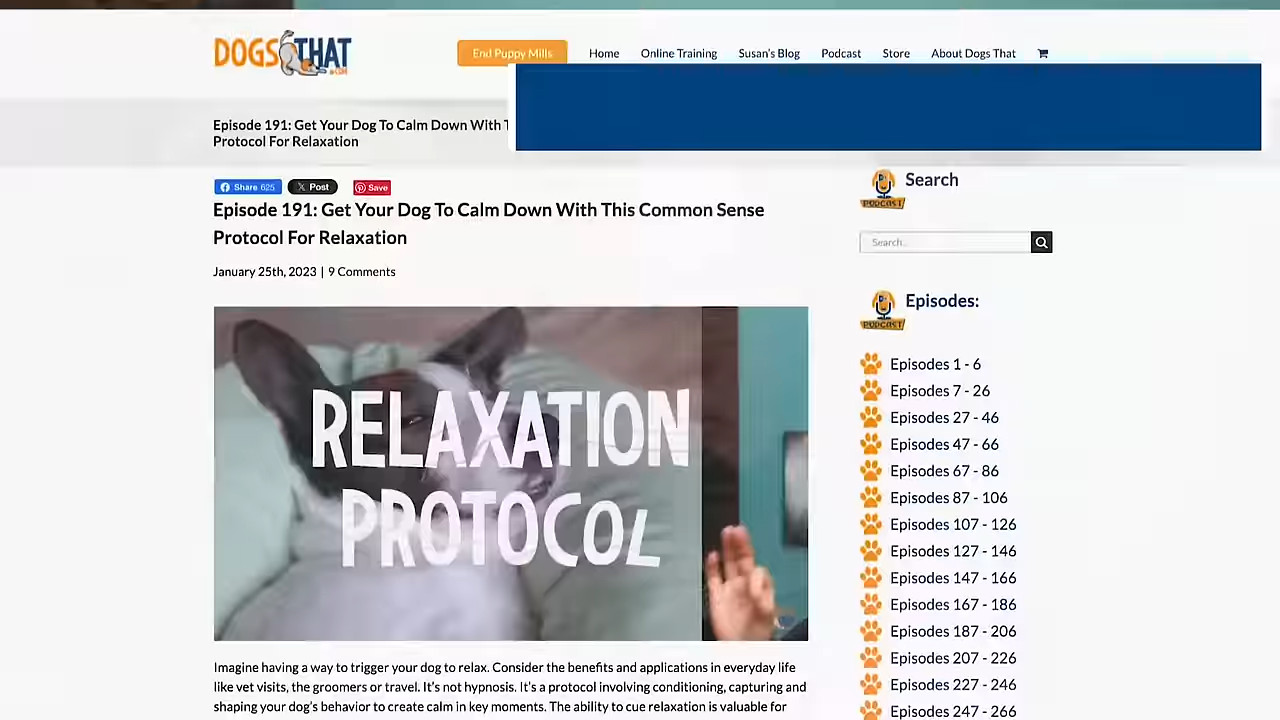 DOGSTHAT
.COM
End Puppy Mills
Home
Online Training
Susan's Blog
Podcast
Store
About Dogs That
Episode 191: Get Your Dog To Calm Down With
Protocol For Relaxation
Share 625
Post
Save
Episode 191: Get Your Dog To Calm Down With This Common Sense
Protocol For Relaxation
January 25th, 2023 | 9 Comments
RELAXATION
PROTOCOL
Imagine having a way to trigger your dog to relax. Consider the benefits and applications in everyday life
like vet visits, the groomers or travel. It's not hypnosis. It's a protocol involving conditioning, capturing and
shaping your dog's behavior to create calm in key moments. The ability to cue relaxation is valuable for
PODCAST
Search
Search...
PODCAST
Episodes:
Episodes 1 - 6
Episodes 7 - 26
Episodes 27 - 46
Episodes 47 - 66
Episodes 67 - 86
Episodes 87 - 106
Episodes 107 - 126
Episodes 127 - 146
Episodes 147 - 166
Episodes 167 - 186
Episodes 187 - 206
Episodes 207 - 226
Episodes 227 - 246
Episodes 247 - 266